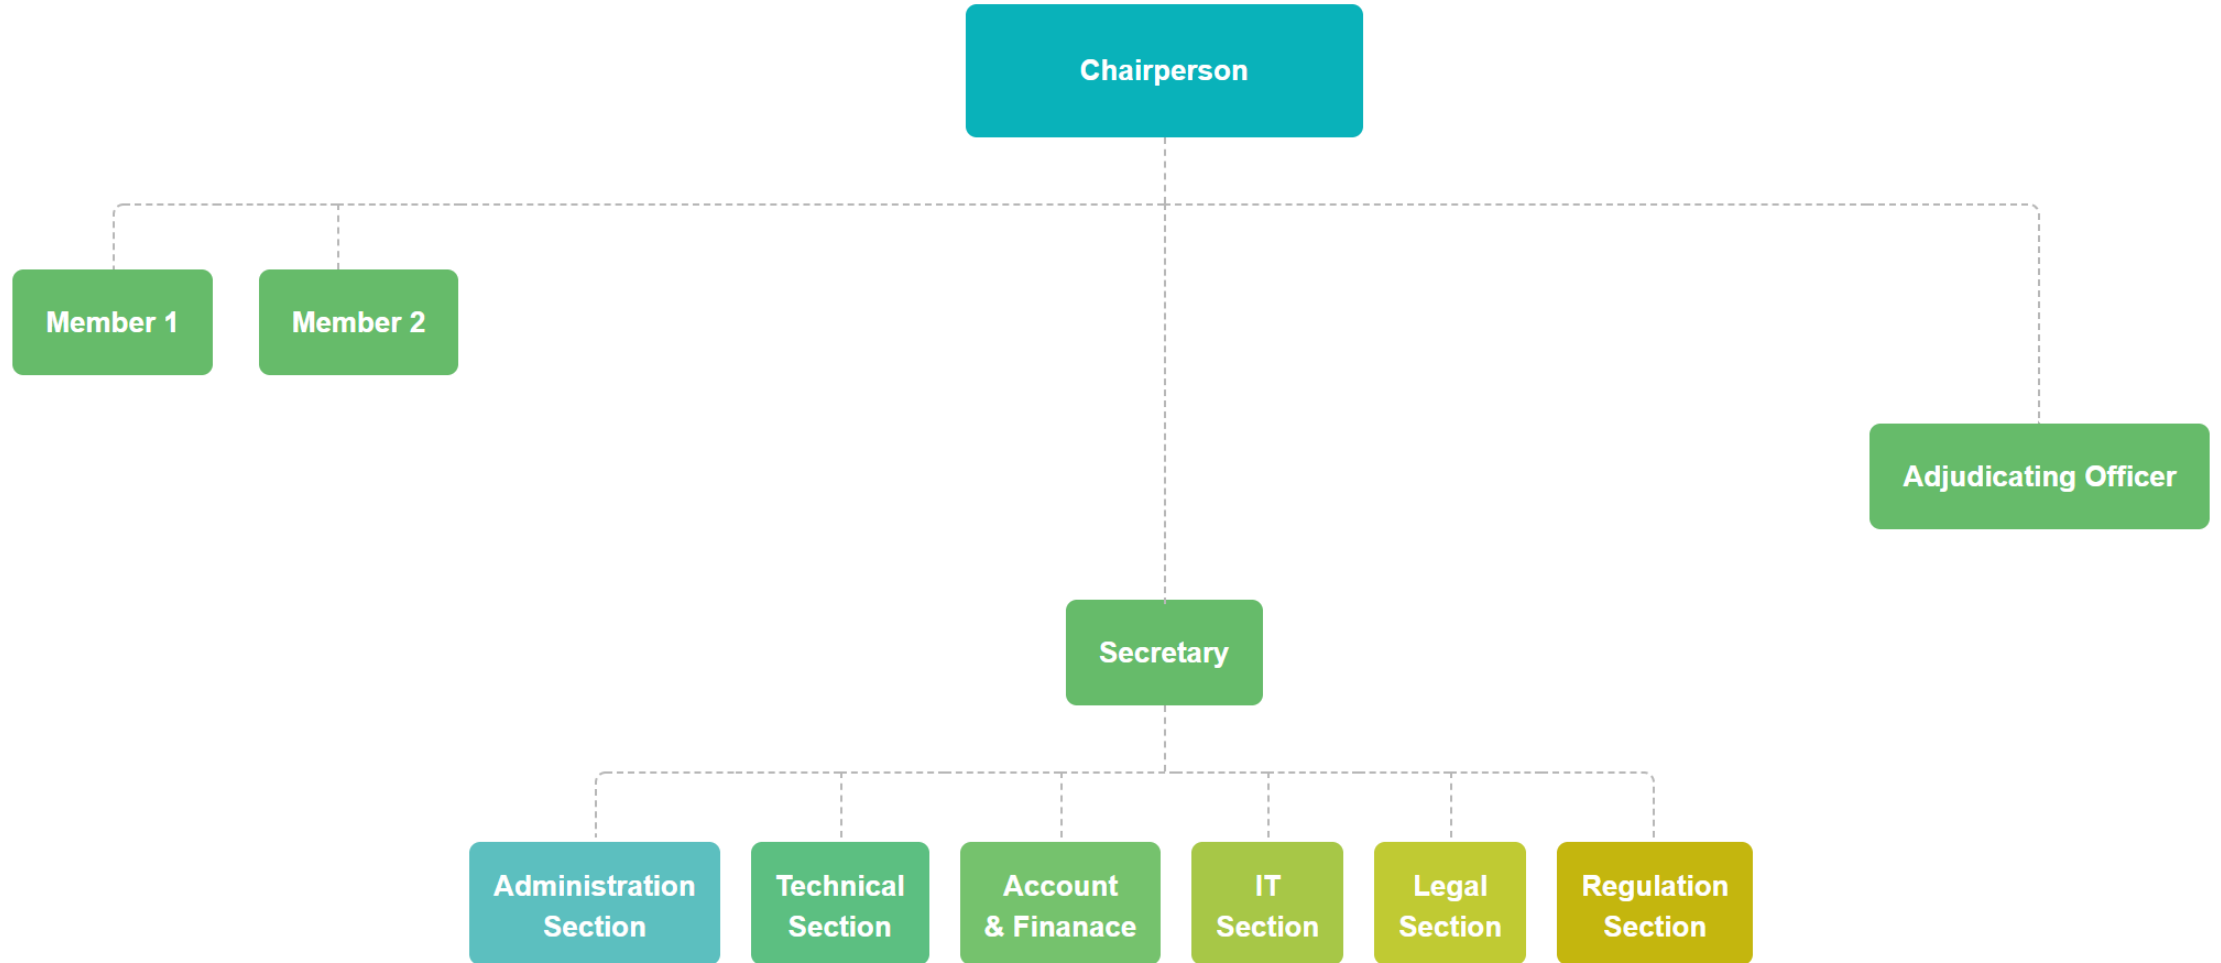 Chairperson
Member 1
Member 2
Adjudicating Officer
Secretary
Administration
Section
Technical
Section
Account
& Finanace
IT
Section
Legal
Section
Regulation
Section